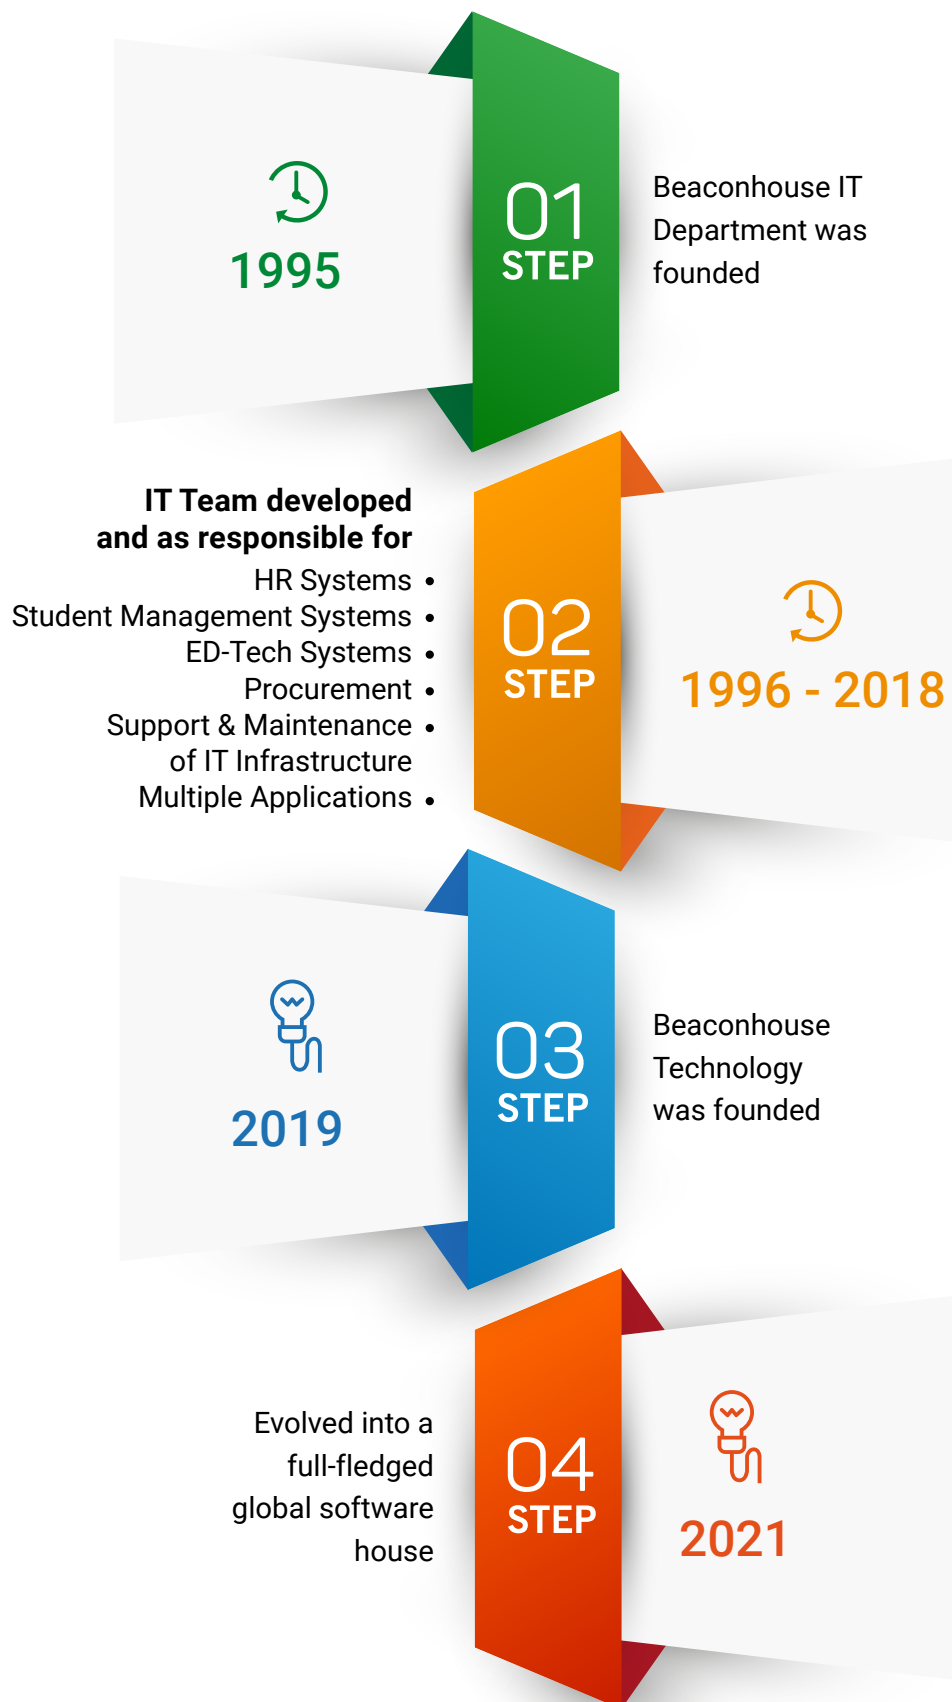 1995
01
STEP
Beaconhouse IT
Department was
founded
IT Team developed
and as responsible for
HR Systems •
Student Management Systems •
ED-Tech Systems •
Procurement •
Support & Maintenance •
of IT Infrastructure
Multiple Applications •
02
STEP
1996 - 2018
2019
03
STEP
Beaconhouse
Technology
was founded
Evolved into a
full-fledged
global software
house
04
STEP
2021